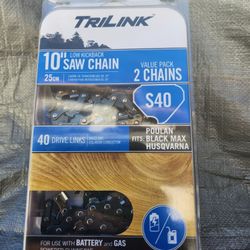 TRILINK
LOW KICKBACK
10" SAW CHAIN
VALUE PACK
2 CHAINS
S40
40 DRIVE LINKS
FITS:
POULAN
BLACK MAX
HUSQVARNA
FOR USE WITH BATTERY AND GAS